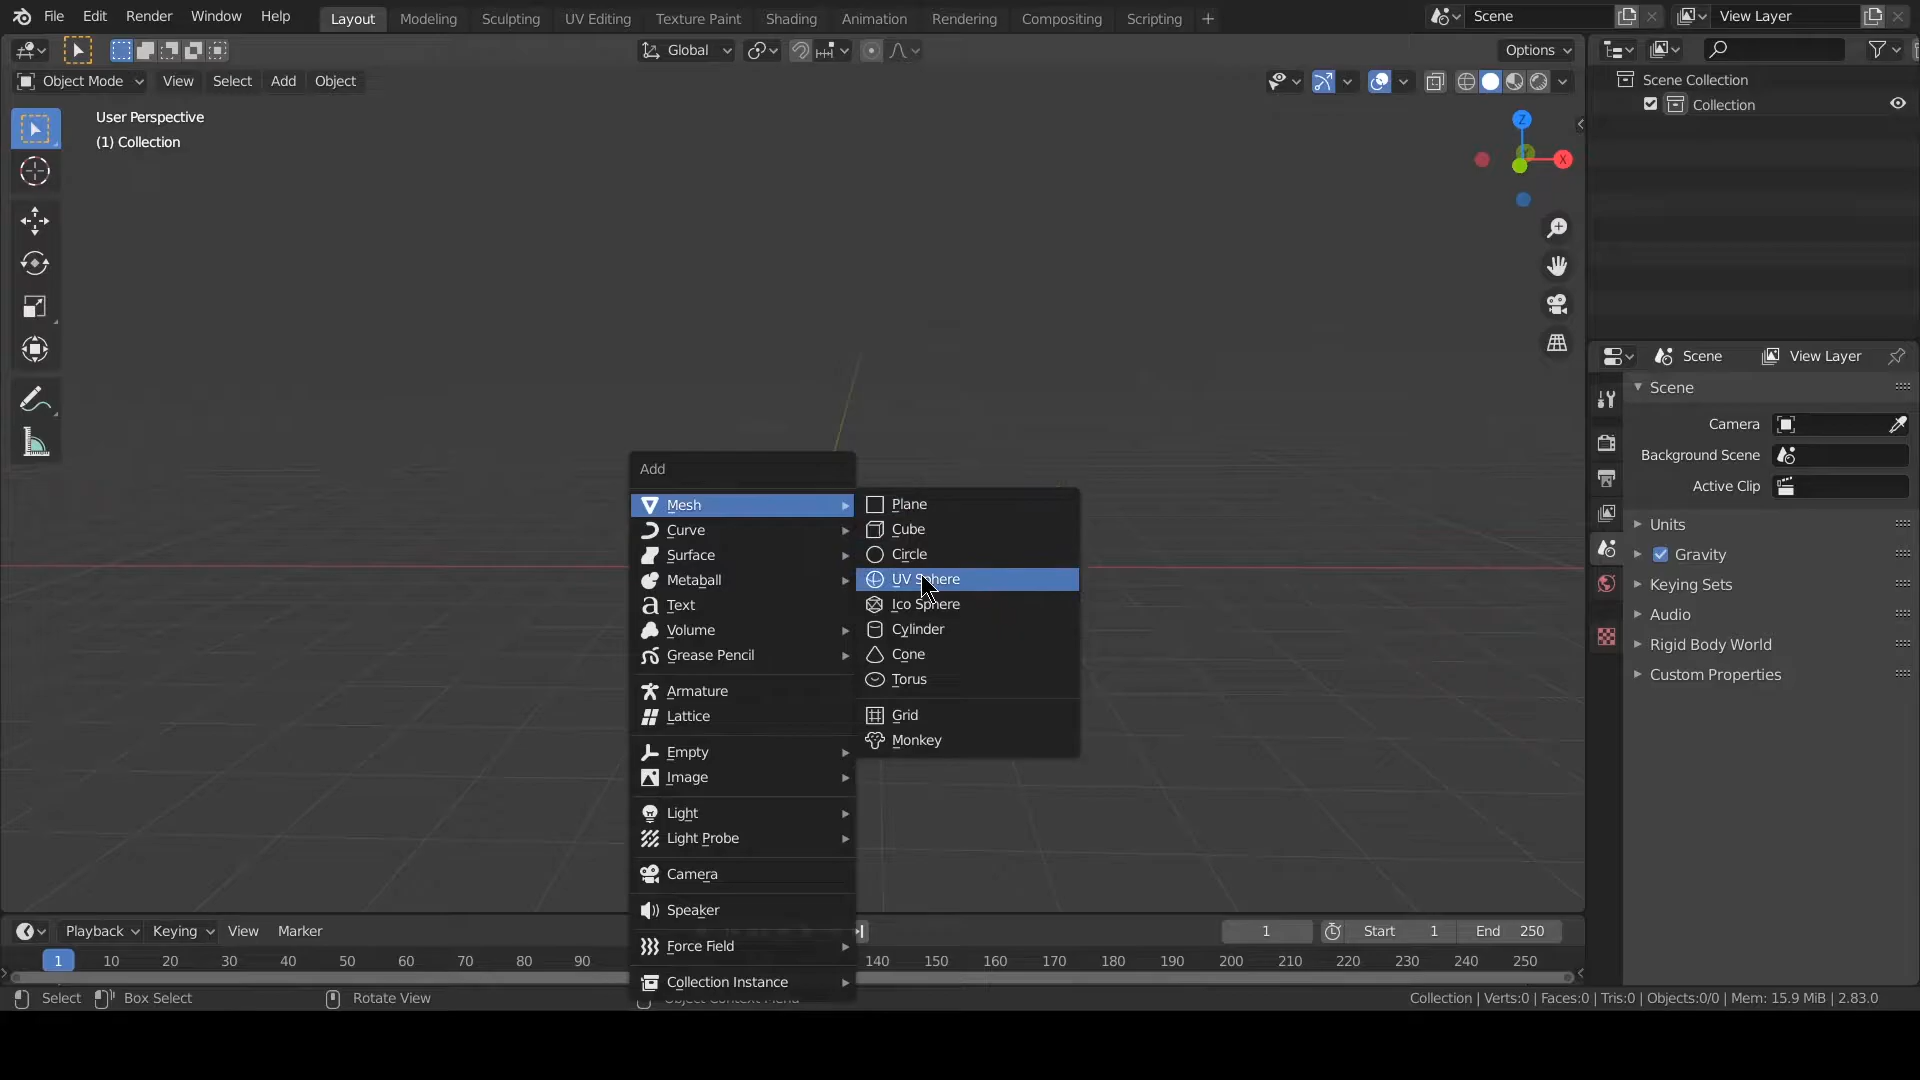 File Edit Render Window Help Layout Modeling Sculpting UV Editing Texture Paint Shading Animation Rendering Compositing Scripting + Scene View Layer
Global Options
Object Mode View Select Add Object
Scene Collection
Collection
User Perspective
(1) Collection
Z
X
Scene View Layer
Scene
Camera
Background Scene
Active Clip
Units
Gravity
Keying Sets
Audio
Rigid Body World
Custom Properties
Add
Mesh
Curve
Surface
Metaball
Text
Volume
Grease Pencil
Armature
Lattice
Empty
Image
Light
Light Probe
Camera
Speaker
Force Field
Collection Instance
Plane
Cube
Circle
UV Sphere
Ico Sphere
Cylinder
Cone
Torus
Grid
Monkey
Playback Keying View Marker 1 Start 1 End 250
1 10 20 30 40 50 60 70 80 90 140 150 160 170 180 190 200 210 220 230 240 250
Select Box Select Rotate View Object Context Menu Collection | Verts:0 | Faces:0 | Tris:0 | Objects:0/0 | Mem: 15.9 MiB | 2.83.0